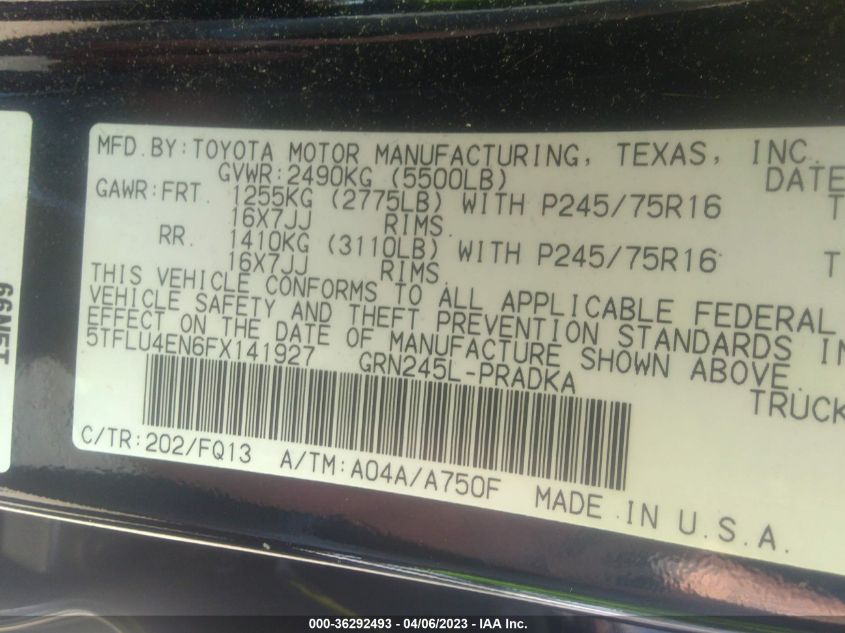 MFD.BY:TOYOTA MOTOR MANUFACTURING, TEXAS, INC.
GVWR:2490KG (5500LB) DATE
GAWR:FRT. 1255KG (2775LB) WITH P245/75R16 T
16X7JJ RIMS.
RR. 1410KG (3110LB) WITH P245/75R16 T
16X7JJ RIMS.
THIS VEHICLE CONFORMS TO ALL APPLICABLE FEDERAL
VEHICLE SAFETY AND THEFT PREVENTION STANDARDS IN
EFFECT ON THE DATE OF MANUFACTURE SHOWN ABOVE.
5TFLU4EN6FX141927 GRN245L-PRADKA
TRUCK
C/TR:202/FQ13 A/TM:A04A/A750F MADE IN U.S.A.
66.NET
000-36292493 - 04/06/2023 - IAA Inc.